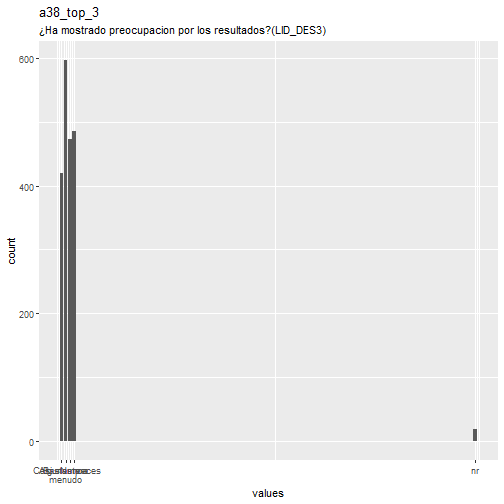 a38_top_3
¿Ha mostrado preocupacion por los resultados?(LID_DES3)
600
400
200
0
count
menudo
nr
values